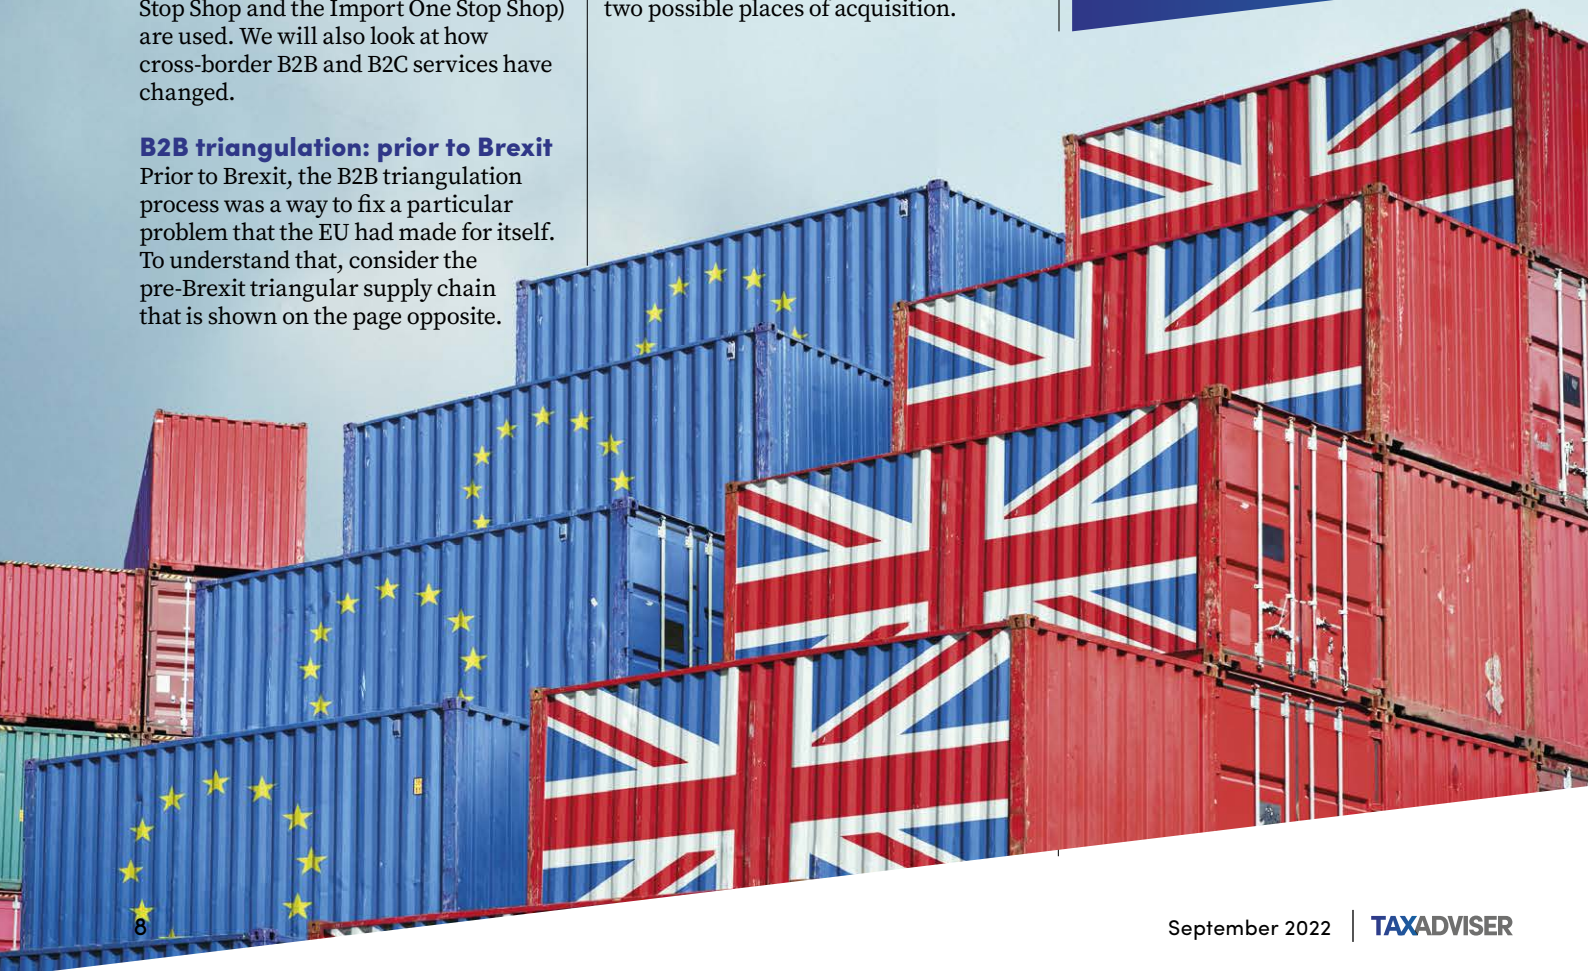 Stop Shop and the Import One Stop Shop)
are used. We will also look at how
cross-border B2B and B2C services have
changed.
B2B triangulation: prior to Brexit
Prior to Brexit, the B2B triangulation
process was a way to fix a particular
problem that the EU had made for itself.
To understand that, consider the
pre-Brexit triangular supply chain
that is shown on the page opposite.
two possible places of acquisition.
8
September 2022
TAXADVISER